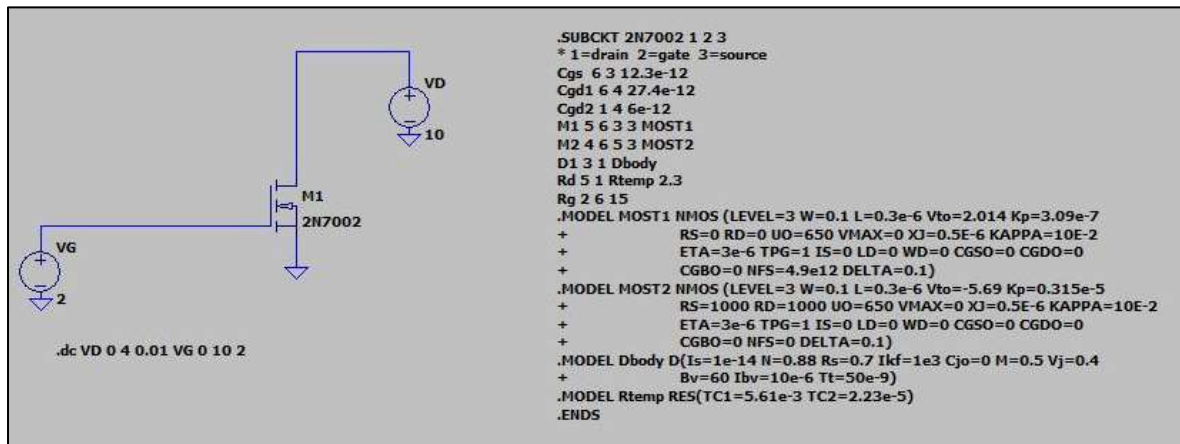 VD
10
M1
2N7002
VG
2
.dc VD 0 4 0.01 VG 0 10 2
.SUBCKT 2N7002 1 2 3
* 1=drain 2=gate 3=source
Cgs 6 3 12.3e-12
Cgd1 6 4 27.4e-12
Cgd2 1 4 6e-12
M1 5 6 3 3 MOST1
M2 4 6 5 3 MOST2
D1 3 1 Dbody
Rd 5 1 Rtemp 2.3
Rg 2 6 15
.MODEL MOST1 NMOS (LEVEL=3 W=0.1 L=0.3e-6 Vto=2.014 Kp=3.09e-7
+ RS=0 RD=0 UO=650 VMAX=0 XJ=0.5E-6 KAPPA=10E-2
+ ETA=3e-6 TPG=1 IS=0 LD=0 WD=0 CGSO=0 CGDO=0
+ CGBO=0 NFS=4.9e12 DELTA=0.1)
.MODEL MOST2 NMOS (LEVEL=3 W=0.1 L=0.3e-6 Vto=-5.69 Kp=0.315e-5
+ RS=1000 RD=1000 UO=650 VMAX=0 XJ=0.5E-6 KAPPA=10E-2
+ ETA=3e-6 TPG=1 IS=0 LD=0 WD=0 CGSO=0 CGDO=0
+ CGBO=0 NFS=0 DELTA=0.1)
.MODEL Dbody D(Is=1e-14 N=0.88 Rs=0.7 Ikf=1e3 Cjo=0 M=0.5 Vj=0.4
+ Bv=60 Ibv=10e-6 Tt=50e-9)
.MODEL Rtemp RES(TC1=5.61e-3 TC2=2.23e-5)
.ENDS